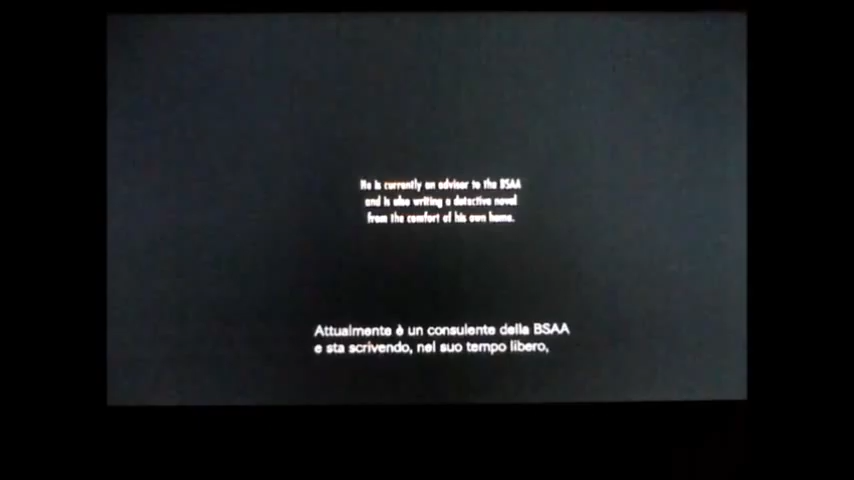 He is currently an advisor to the BSAA
and is also writing a detective novel
from the comfort of his own home.
Attualmente è un consulente della BSAA
e sta scrivendo, nel suo tempo libero,